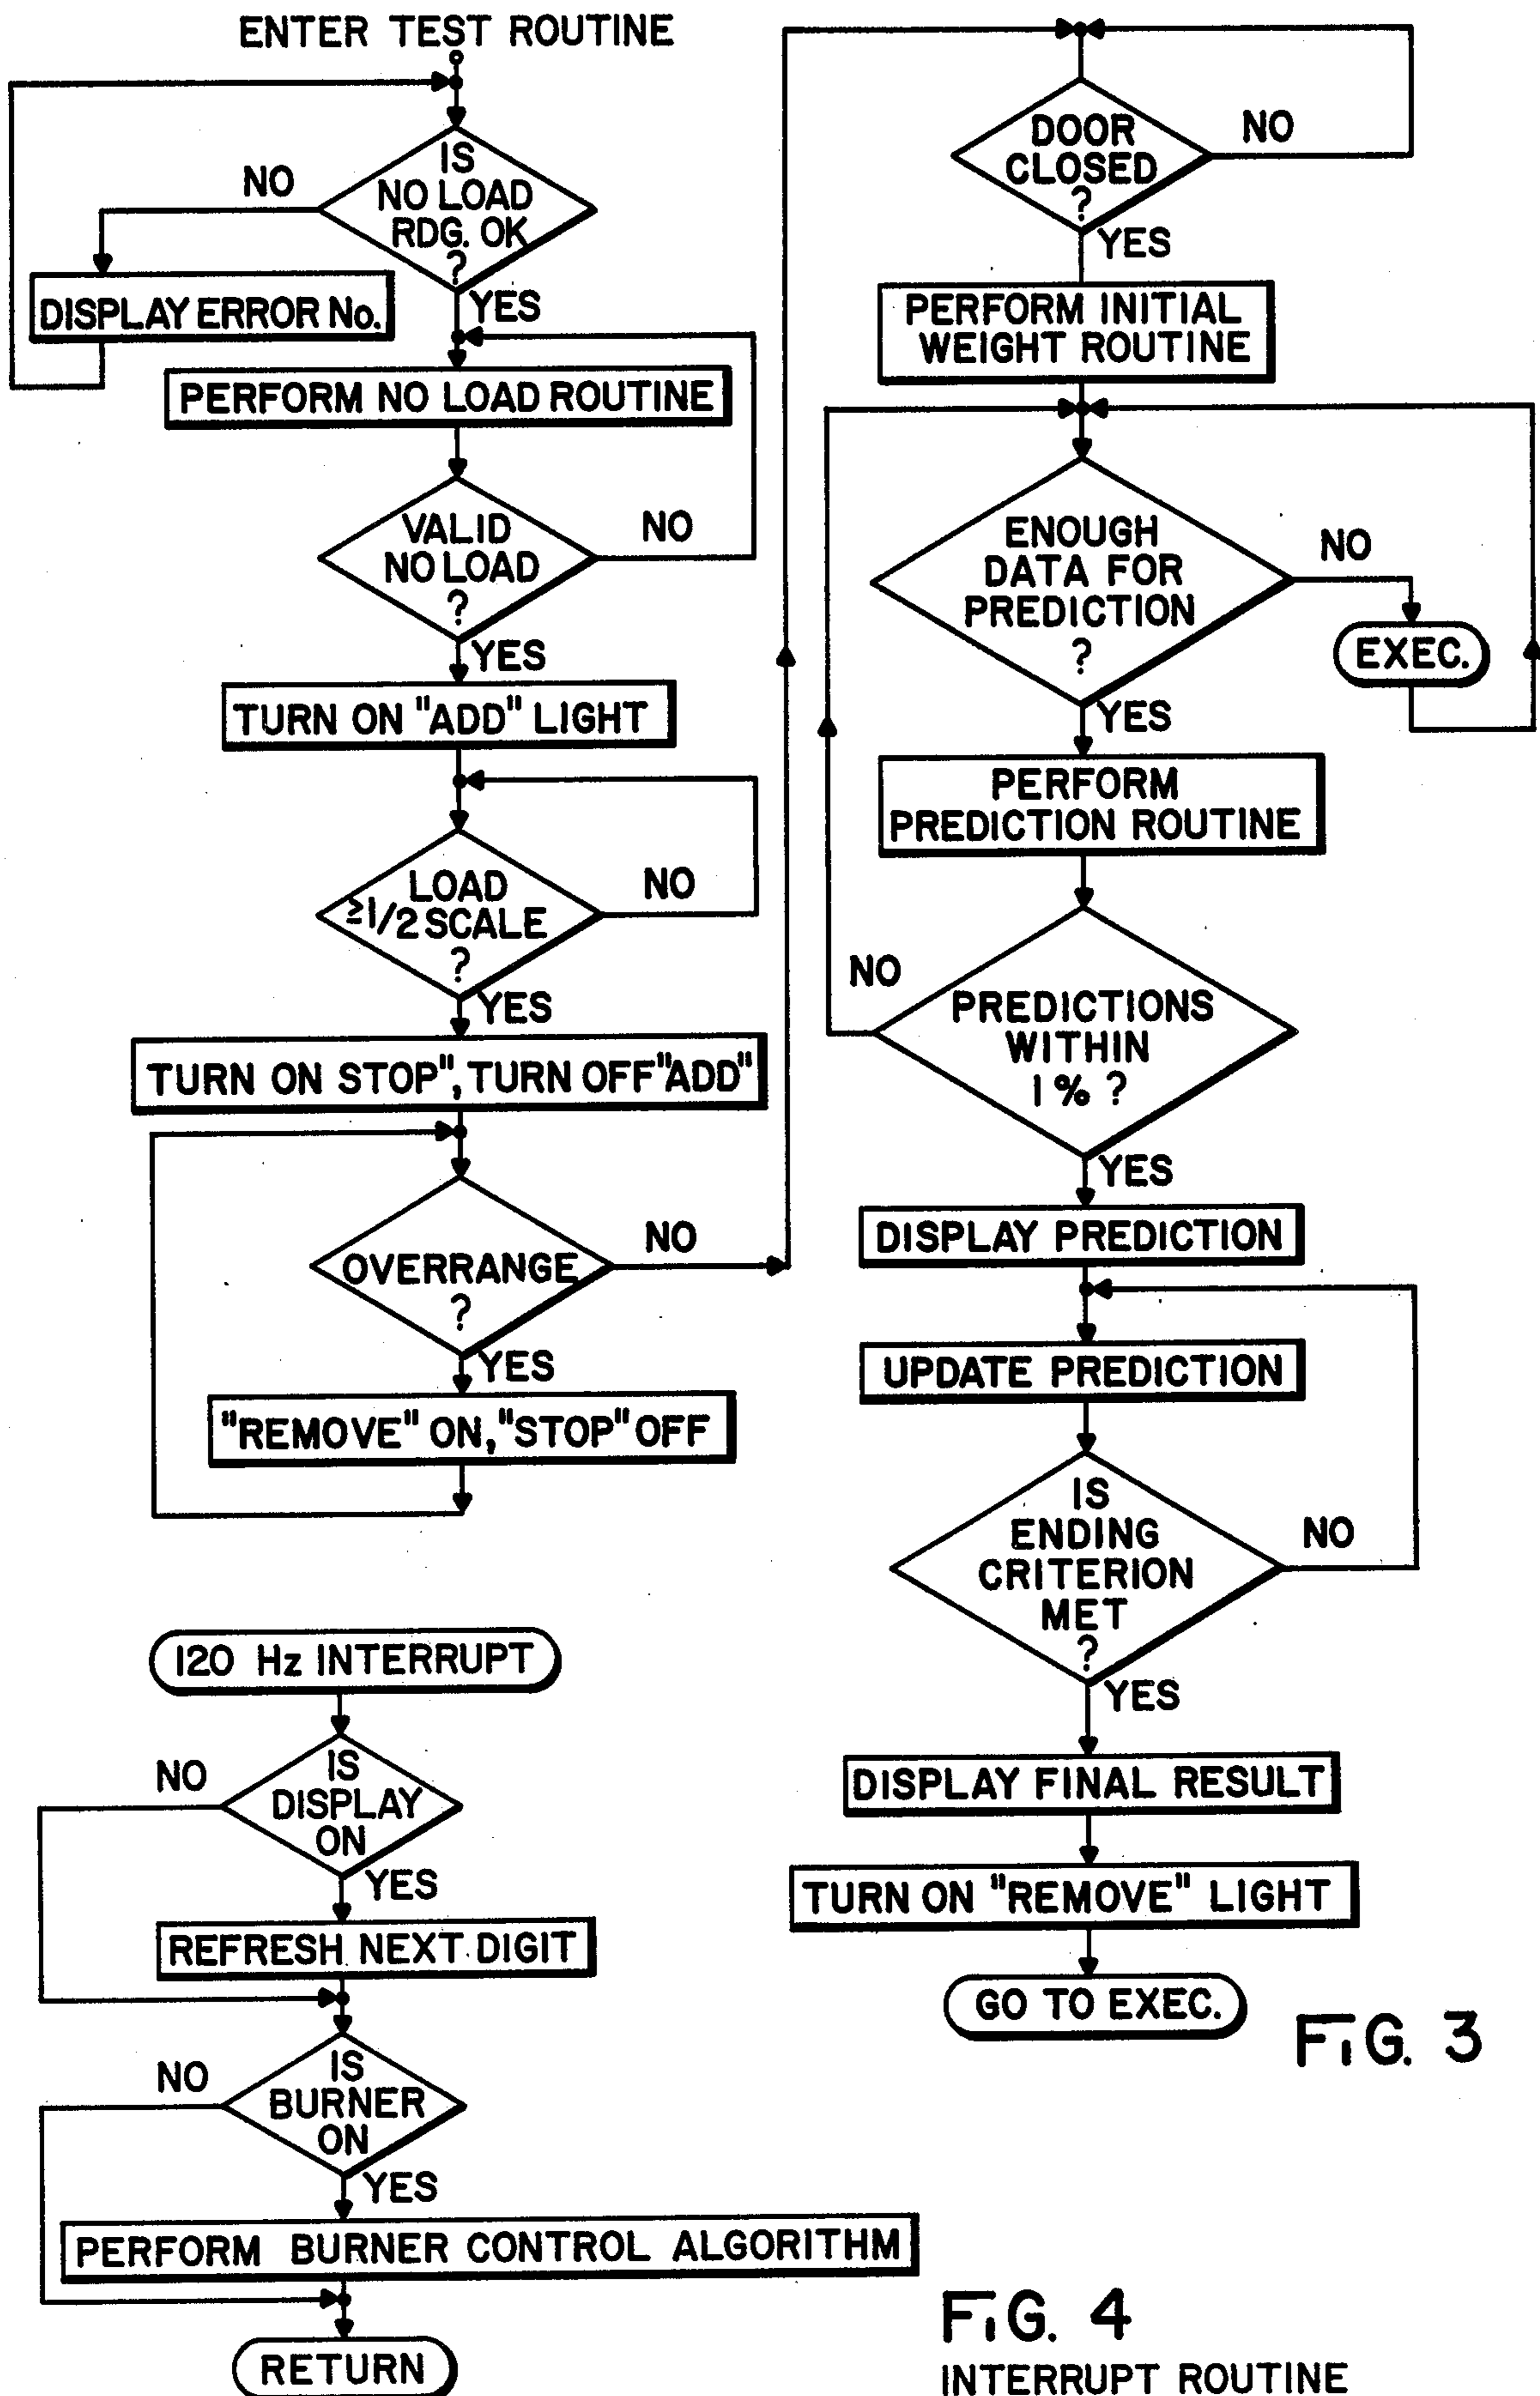 ENTER TEST ROUTINE
IS
NO LOAD
RDG. OK
?
NO
YES
DISPLAY ERROR No.
PERFORM NO LOAD ROUTINE
VALID
NO LOAD
?
NO
YES
TURN ON "ADD" LIGHT
LOAD
≥1/2 SCALE
?
NO
YES
TURN ON STOP", TURN OFF "ADD"
OVERRANGE
?
NO
YES
"REMOVE" ON, "STOP" OFF
DOOR
CLOSED
?
NO
YES
PERFORM INITIAL
WEIGHT ROUTINE
ENOUGH
DATA FOR
PREDICTION
?
NO
EXEC.
YES
PERFORM
PREDICTION ROUTINE
PREDICTIONS
WITHIN
1% ?
NO
YES
DISPLAY PREDICTION
UPDATE PREDICTION
IS
ENDING
CRITERION
MET
?
NO
YES
DISPLAY FINAL RESULT
TURN ON "REMOVE" LIGHT
GO TO EXEC.
FIG. 3
120 Hz INTERRUPT
IS
DISPLAY
ON
NO
YES
REFRESH NEXT DIGIT
IS
BURNER
ON
NO
YES
PERFORM BURNER CONTROL ALGORITHM
RETURN
FIG. 4
INTERRUPT ROUTINE